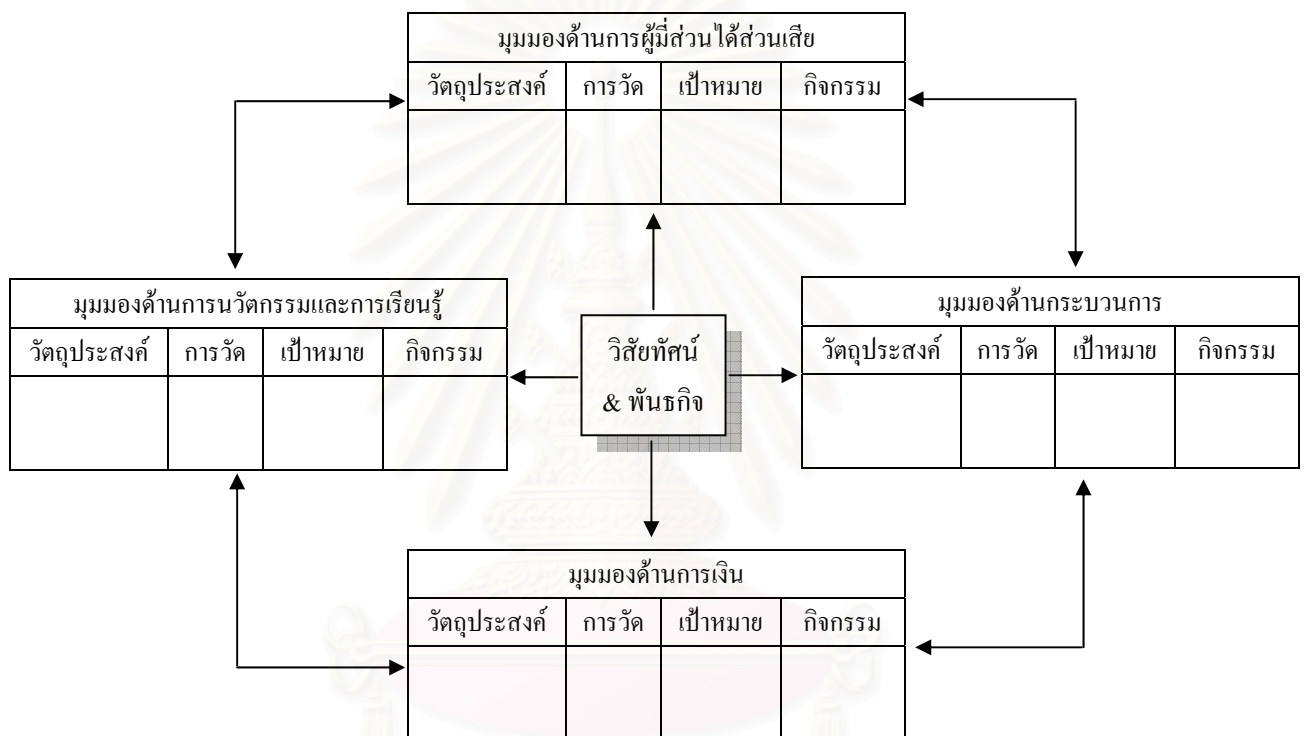 มุมมองด้านการผู้มี่ส่วนได้ส่วนเสีย
วัตถุประสงค์ การวัด เป้าหมาย กิจกรรม
มุมมองด้านการนวัตกรรมและการเรียนรู้
วัตถุประสงค์ การวัด เป้าหมาย กิจกรรม
วิสัยทัศน์
& พันธกิจ
มุมมองด้านกระบวนการ
วัตถุประสงค์ การวัด เป้าหมาย กิจกรรม
มุมมองด้านการเงิน
วัตถุประสงค์ การวัด เป้าหมาย กิจกรรม